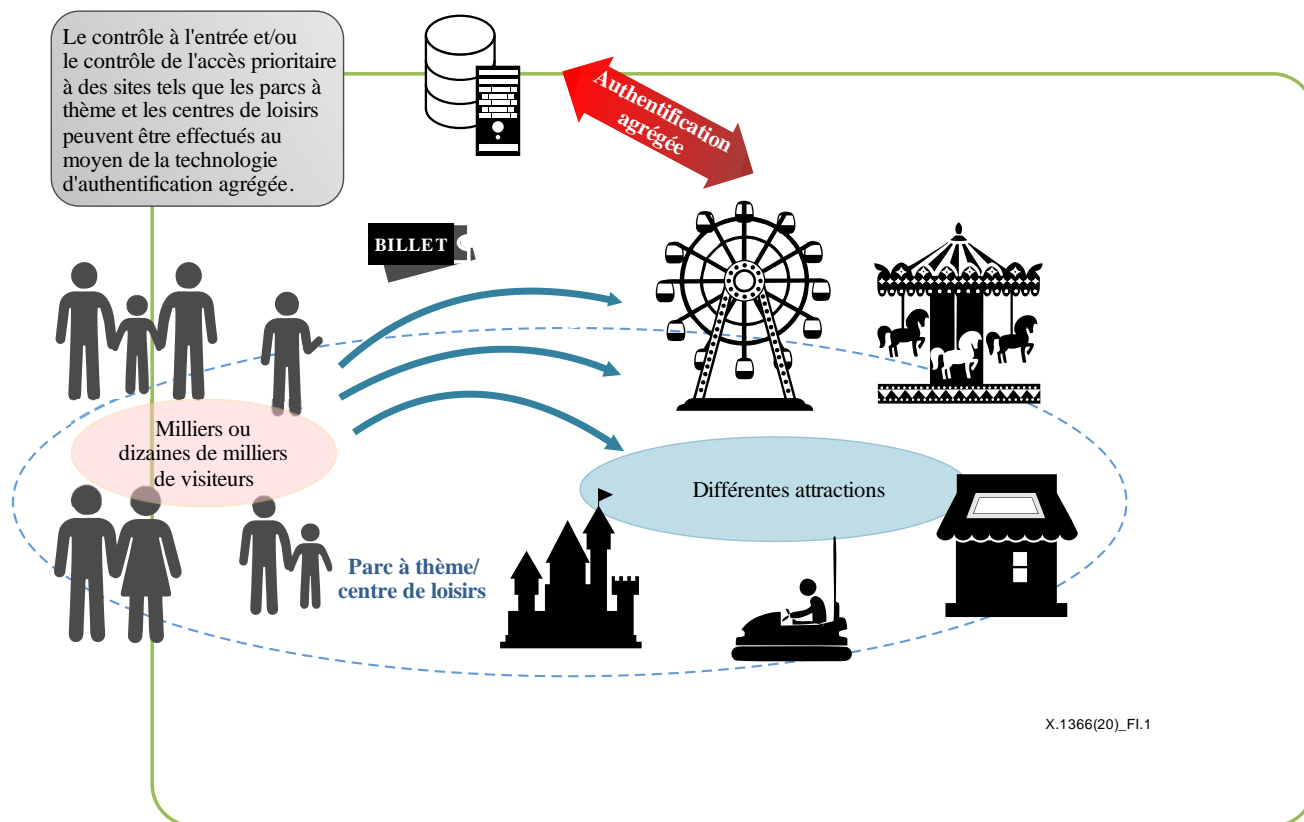 Le contrôle à l'entrée et/ou
le contrôle de l'accès prioritaire
à des sites tels que les parcs à
thème et les centres de loisirs
peuvent être effectués au
moyen de la technologie
d'authentification agrégée.
Authentification
agrégée
BILLET
Milliers ou
dizaines de milliers
de visiteurs
Différentes attractions
Parc à thème/
centre de loisirs
X.1366(20)_FI.1